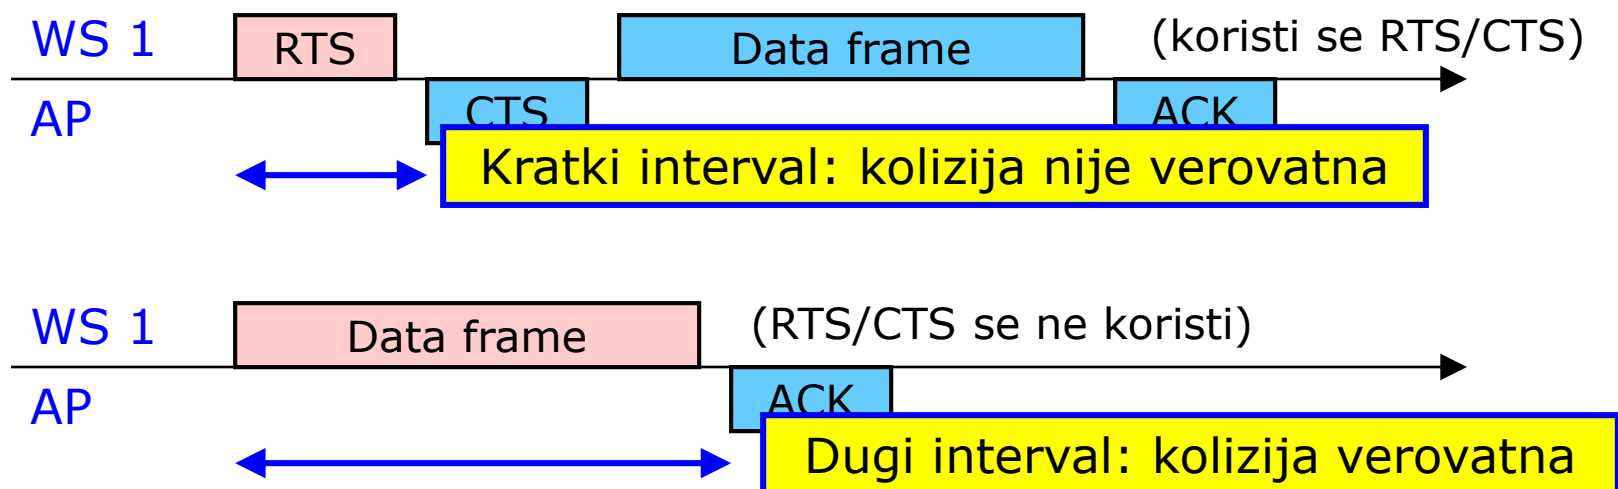 WS 1 RTS Data frame (koristi se RTS/CTS)
AP CTS ACK
Kratki interval: kolizija nije verovatna
WS 1 Data frame (RTS/CTS se ne koristi)
AP ACK
Dugi interval: kolizija verovatna